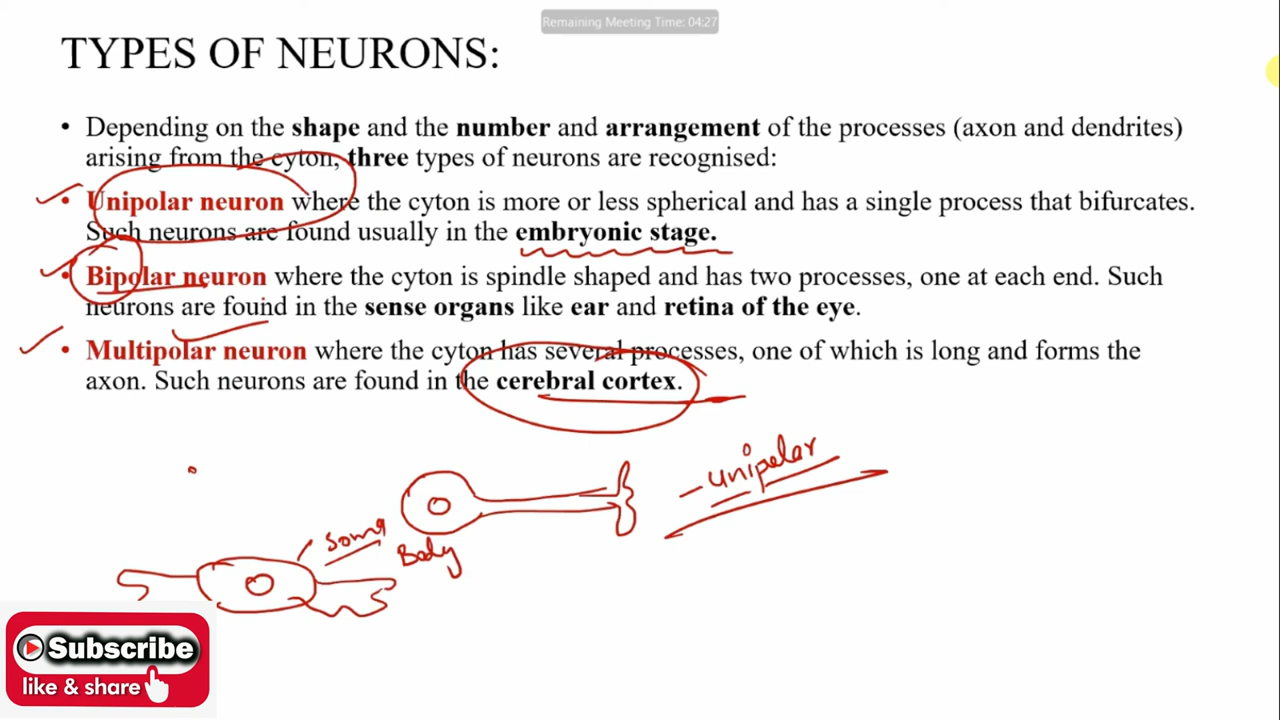 Remaining Meeting Time: 04:27
TYPES OF NEURONS:
• Depending on the shape and the number and arrangement of the processes (axon and dendrites)
arising from the cyton, three types of neurons are recognised:
• Unipolar neuron where the cyton is more or less spherical and has a single process that bifurcates.
Such neurons are found usually in the embryonic stage.
• Bipolar neuron where the cyton is spindle shaped and has two processes, one at each end. Such
neurons are found in the sense organs like ear and retina of the eye.
• Multipolar neuron where the cyton has several processes, one of which is long and forms the
axon. Such neurons are found in the cerebral cortex.
- unipolar
Soma
Body
Subscribe
like & share